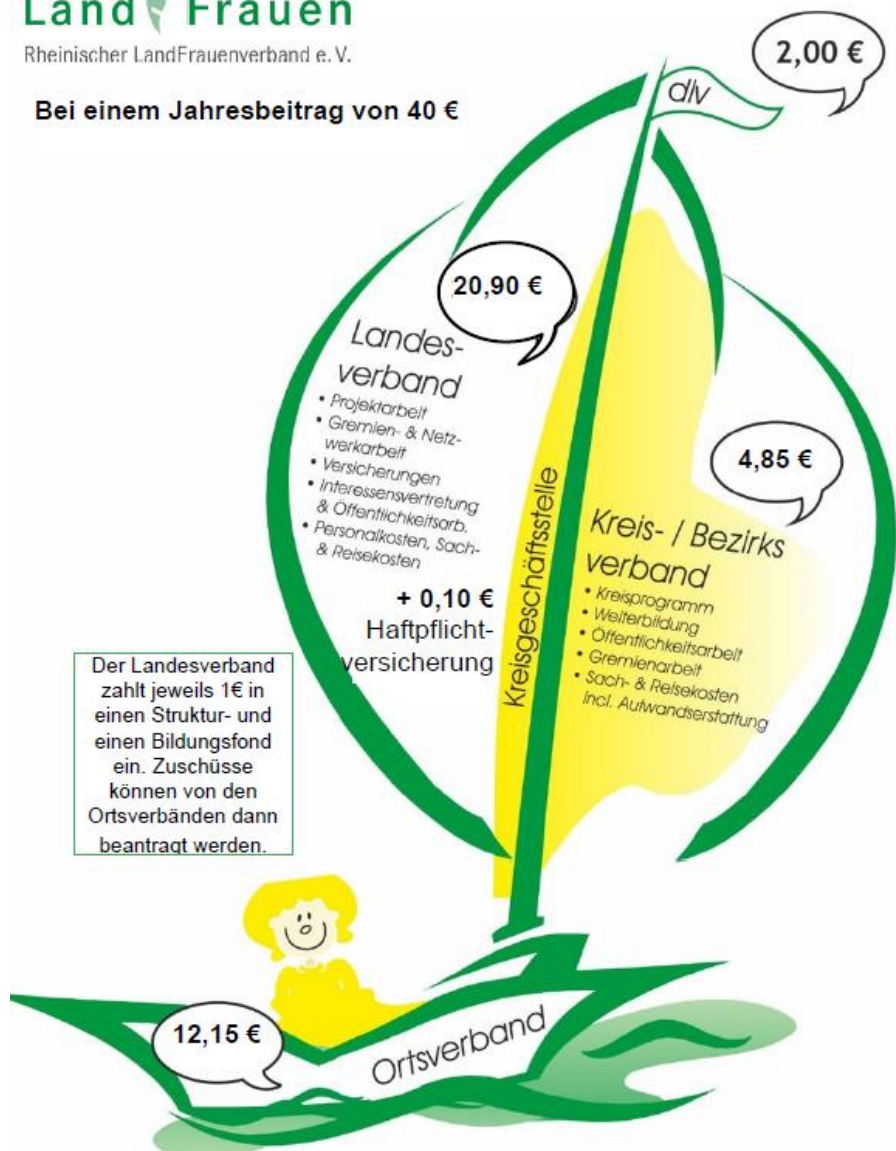 Land Frauen
Rheinischer LandFrauenverband e. V.
Bei einem Jahresbeitrag von 40 €
2,00 €
dlv
20,90 €
Landes-
verband
• Projektarbeit
• Gremien- & Netz-
werkarbeit
• Versicherungen
• Interessensvertretung
& Öffentlichkeitsarb.
• Personalkosten, Sach-
& Reisekosten
+ 0,10 €
Haftpflicht-
versicherung
Kreisgeschäftsstelle
4,85 €
Kreis- / Bezirks
verband
• Kreisprogramm
• Weiterbildung
• Öffentlichkeitsarbeit
• Gremienarbeit
• Sach- & Reisekosten
incl. Aufwandserstattung
Der Landesverband
zahlt jeweils 1€ in
einen Struktur- und
einen Bildungsfond
ein. Zuschüsse
können von den
Ortsverbänden dann
beantragt werden.
12,15 €
Ortsverband